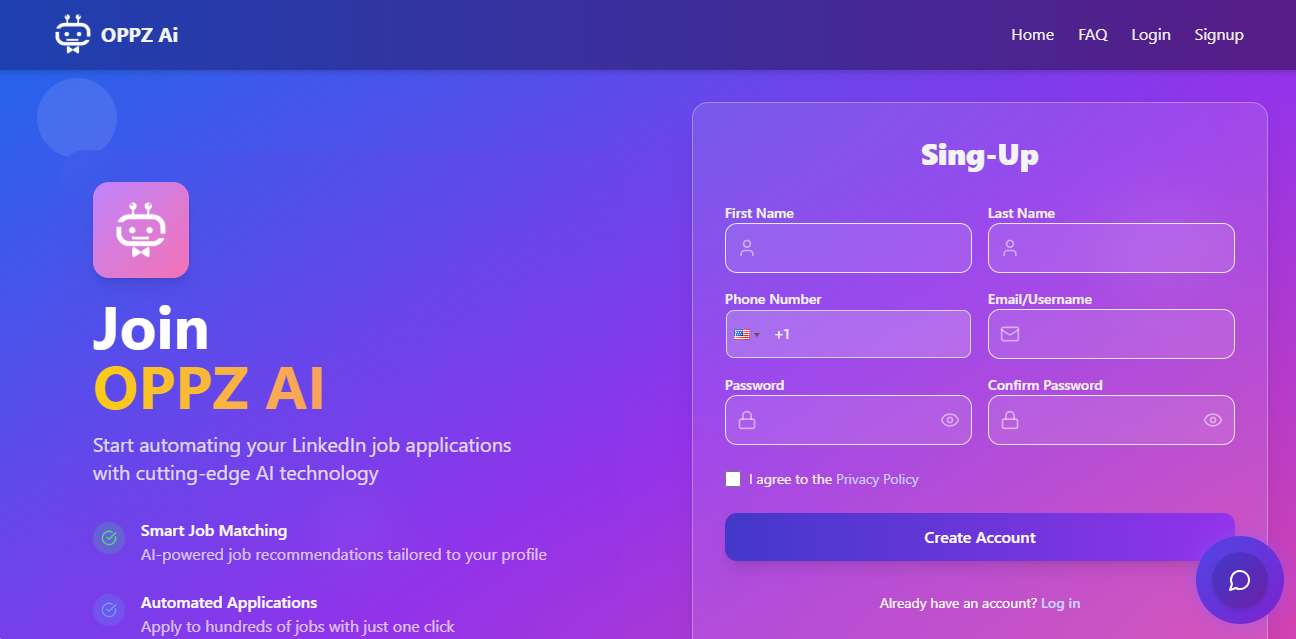 OPPZ Ai
Home FAQ Login Signup
Join
OPPZ AI
Start automating your LinkedIn job applications
with cutting-edge AI technology
Smart Job Matching
AI-powered job recommendations tailored to your profile
Automated Applications
Apply to hundreds of jobs with just one click
Sing-Up
First Name Last Name
Phone Number Email/Username
+1
Password Confirm Password
I agree to the Privacy Policy
Create Account
Already have an account? Log in